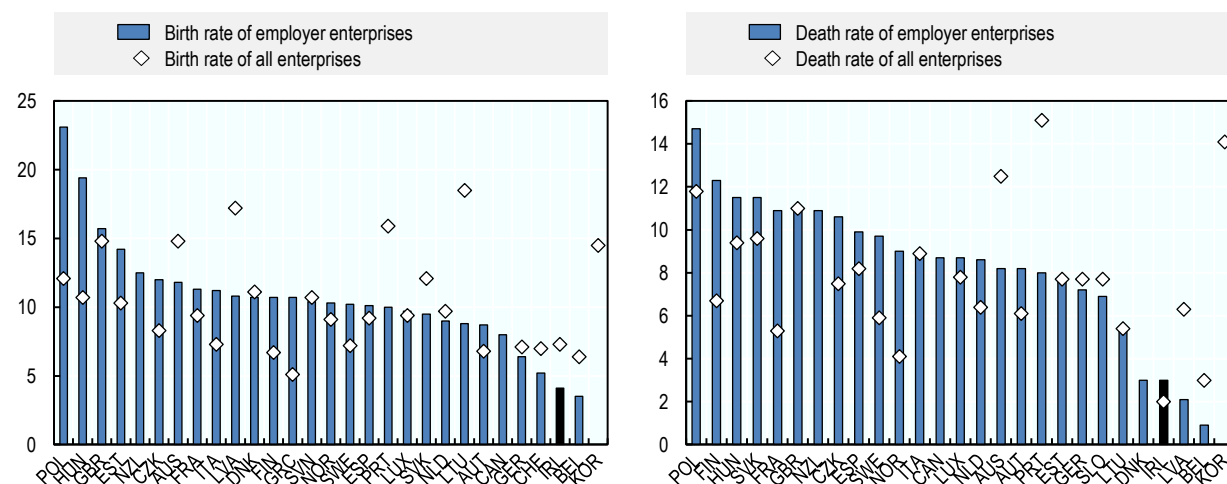 Birth rate of employer enterprises
Birth rate of all enterprises
25
20
15
10
5
0
POL HUN GBR EST NZL CZK AUS FRA ITA LVA DNK FIN GRC SVN NOR SWE ESP PRT LUX SVK NLD LTU AUT CAN GER CHE IRL BEL KOR
Death rate of employer enterprises
Death rate of all enterprises
16
14
12
10
8
6
4
2
0
POL FIN HUN SVK FRA GBR NZL CZK ESP SWE NOR ITA CAN LUX NLD AUS AUT PRT EST GER SLO LTU DNK IRL LVA BEL KOR